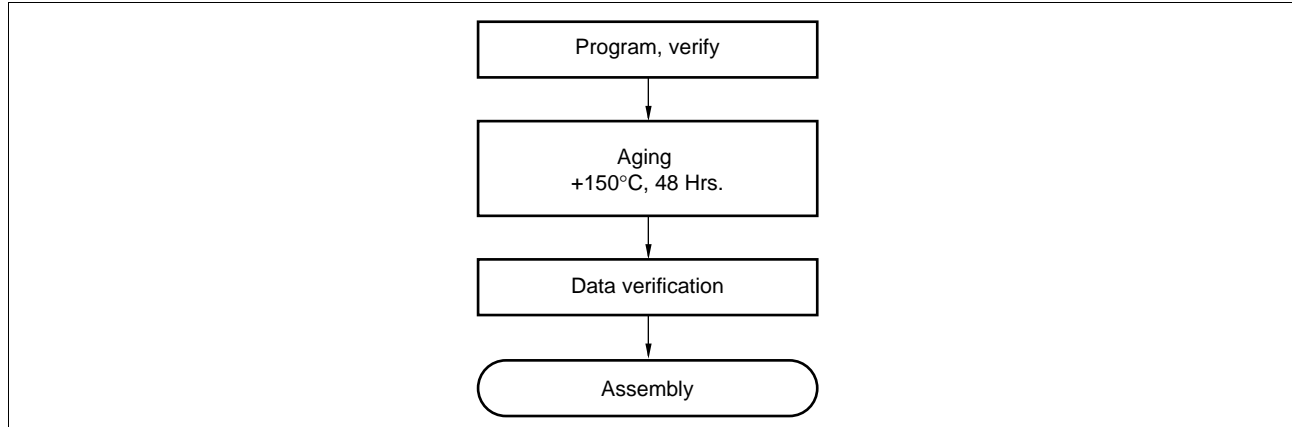 Program, verify
Aging
+150°C, 48 Hrs.
Data verification
Assembly